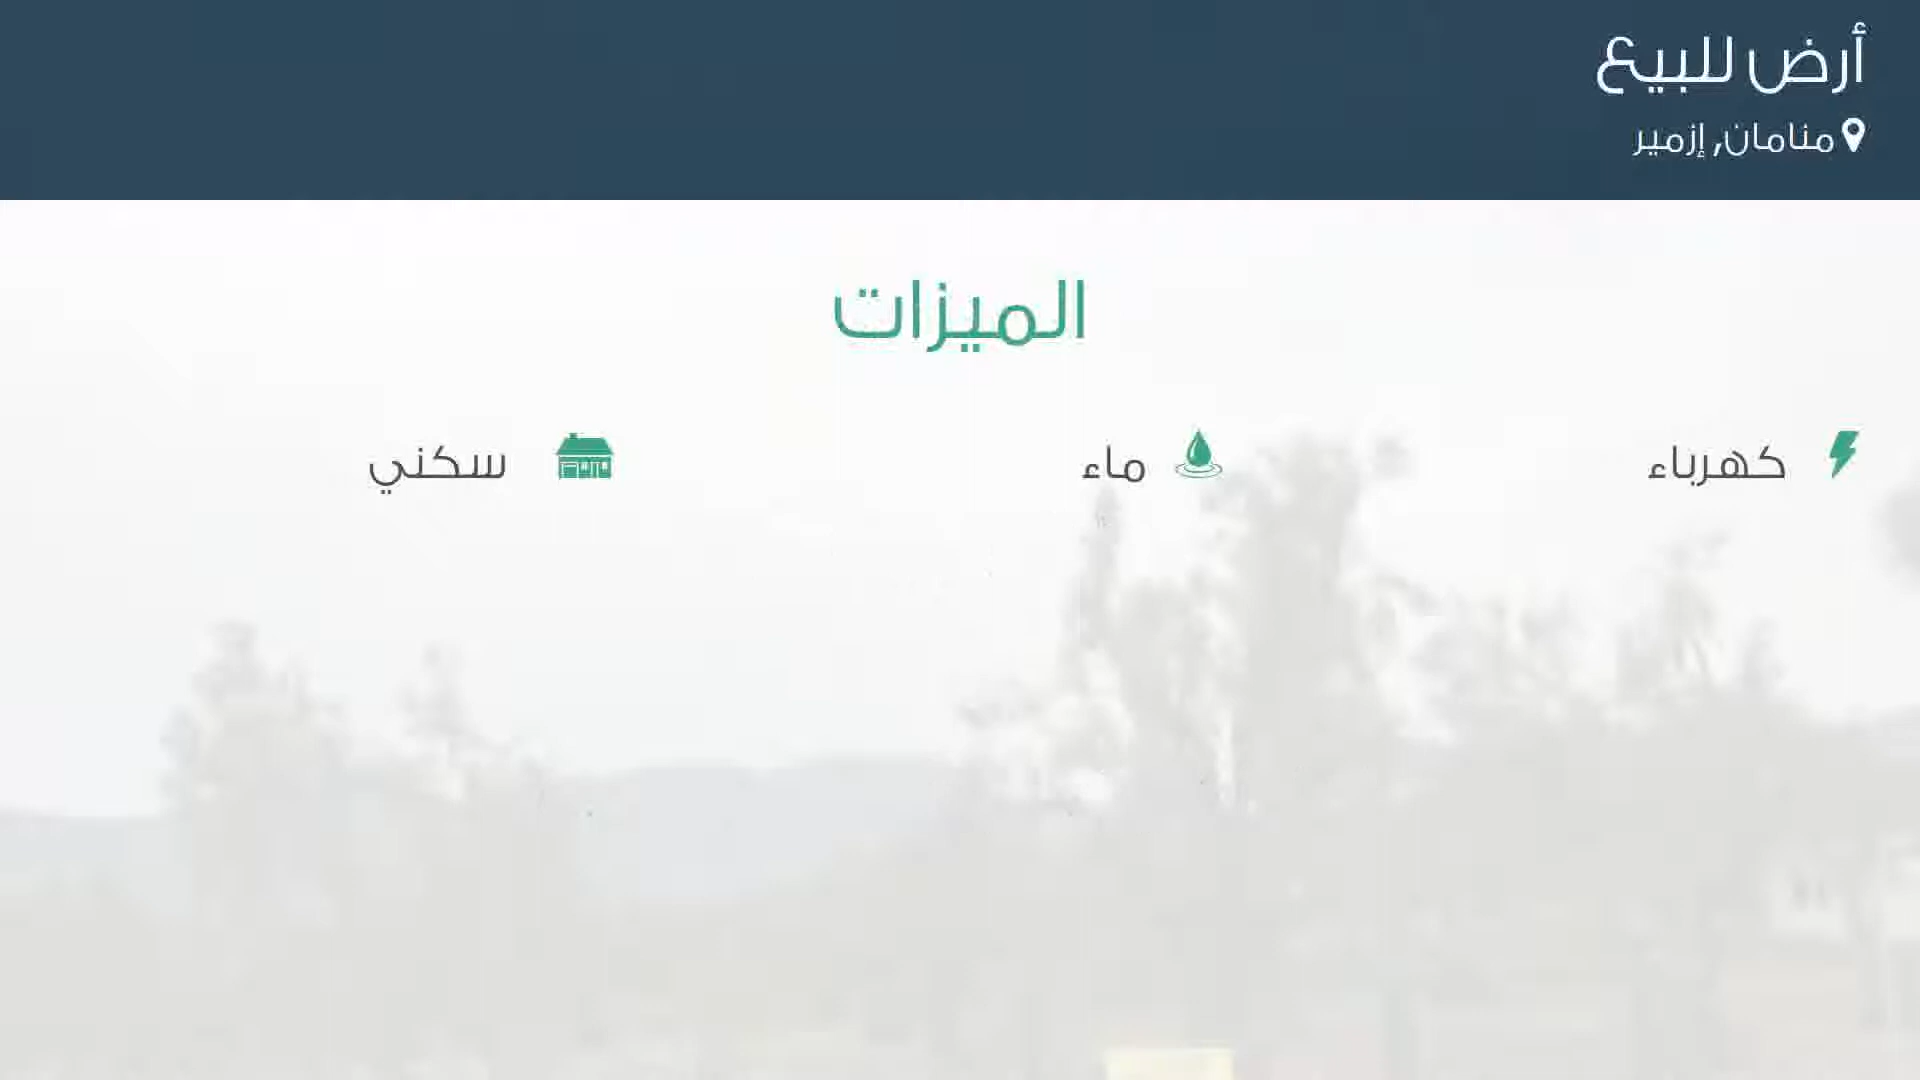 أرض للبيع
منامان, إزمير
الميزات
كهرباء
ماء
سكني